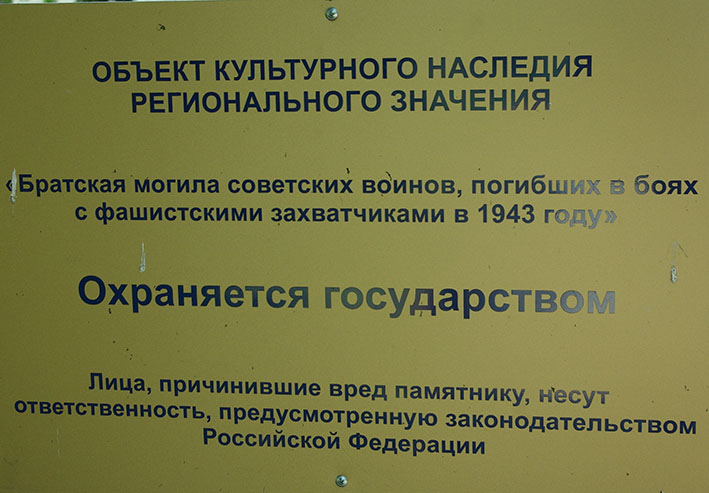 ОБЪЕКТ КУЛЬТУРНОГО НАСЛЕДИЯ
РЕГИОНАЛЬНОГО ЗНАЧЕНИЯ
«Братская могила советских воинов, погибших в боях
с фашистскими захватчиками в 1943 году»
Охраняется государством
Лица, причинившие вред памятнику, несут
ответственность, предусмотренную законодательством
Российской Федерации